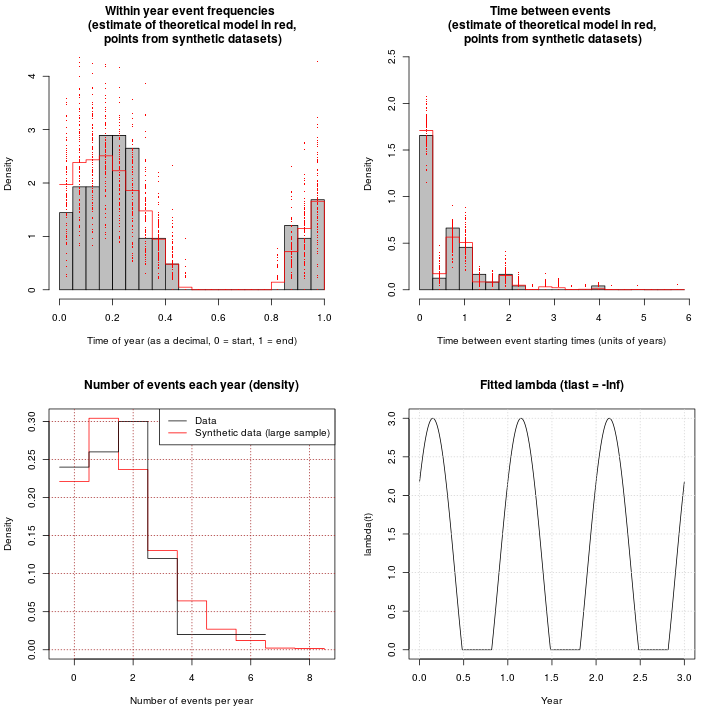 Within year event frequencies
(estimate of theoretical model in red,
points from synthetic datasets)
Density
0
1
2
3
4
0.0 0.2 0.4 0.6 0.8 1.0
Time of year (as a decimal, 0 = start, 1 = end)
Time between events
(estimate of theoretical model in red,
points from synthetic datasets)
Density
0.0
0.5
1.0
1.5
2.0
2.5
0 1 2 3 4 5 6
Time between event starting times (units of years)
Number of events each year (density)
Density
0.00
0.05
0.10
0.15
0.20
0.25
0.30
Data
Synthetic data (large sample)
0 2 4 6 8
Number of events per year
Fitted lambda (tlast = -Inf)
lambda(t)
0.0
0.5
1.0
1.5
2.0
2.5
3.0
0.0 0.5 1.0 1.5 2.0 2.5 3.0
Year